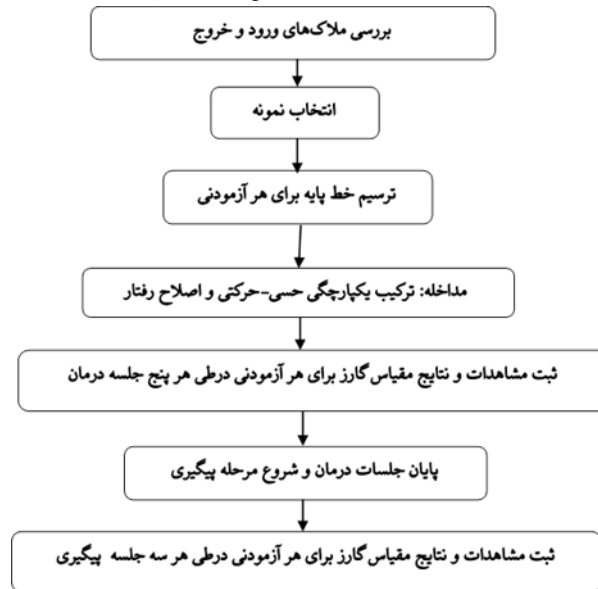 بررسی ملاک‌های ورود و خروج
انتخاب نمونه
ترسیم خط پایه برای هر آزمودنی
مداخله: ترکیب یکپارچگی حسی-حرکتی و اصلاح رفتار
ثبت مشاهدات و نتایج مقیاس گارز برای هر آزمودنی درطی هر پنج جلسه درمان
پایان جلسات درمان و شروع مرحله پیگیری
ثبت مشاهدات و نتایج مقیاس گارز برای هر آزمودنی درطی هر سه جلسه پیگیری